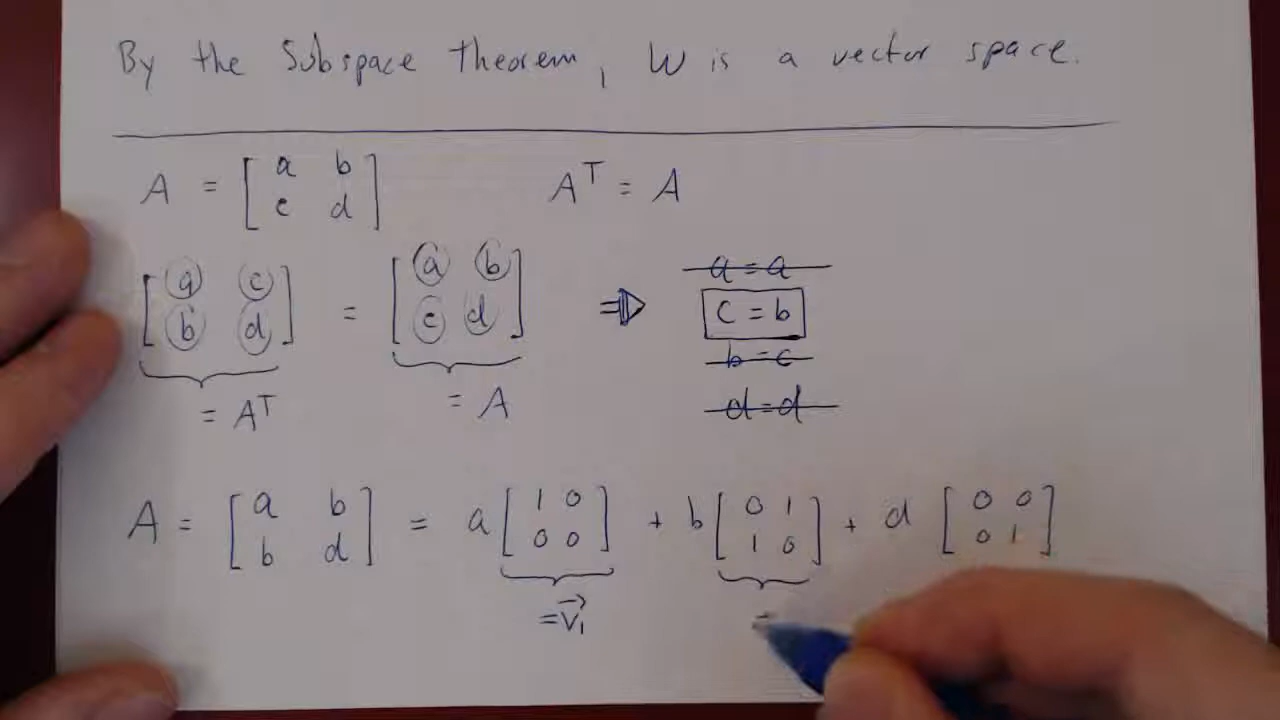 By the Subspace Theorem, W is a vector space.
A = [a b; c d]    A^T = A
[a c; b d] = [a b; c d] ⇒ a = a
c = b
b = c
d = d
= A^T    = A
A = [a b; b d] = a [1 0; 0 0] + b [0 1; 1 0] + d [0 0; 0 1]
= v⃗₁